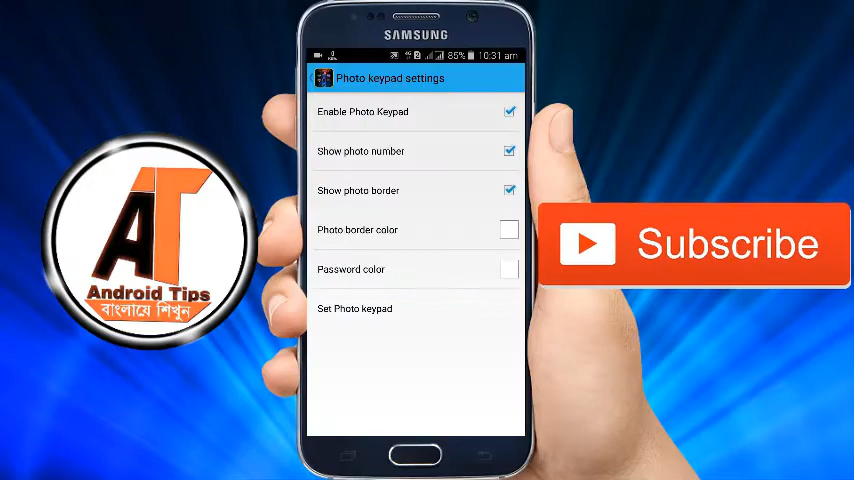 SAMSUNG
85% 10:31 am
Photo keypad settings
Enable Photo Keypad
Show photo number
Show photo border
Photo border color
Password color
Set Photo keypad
AT
Android Tips
বাংলায়ে শিখুন
Subscribe